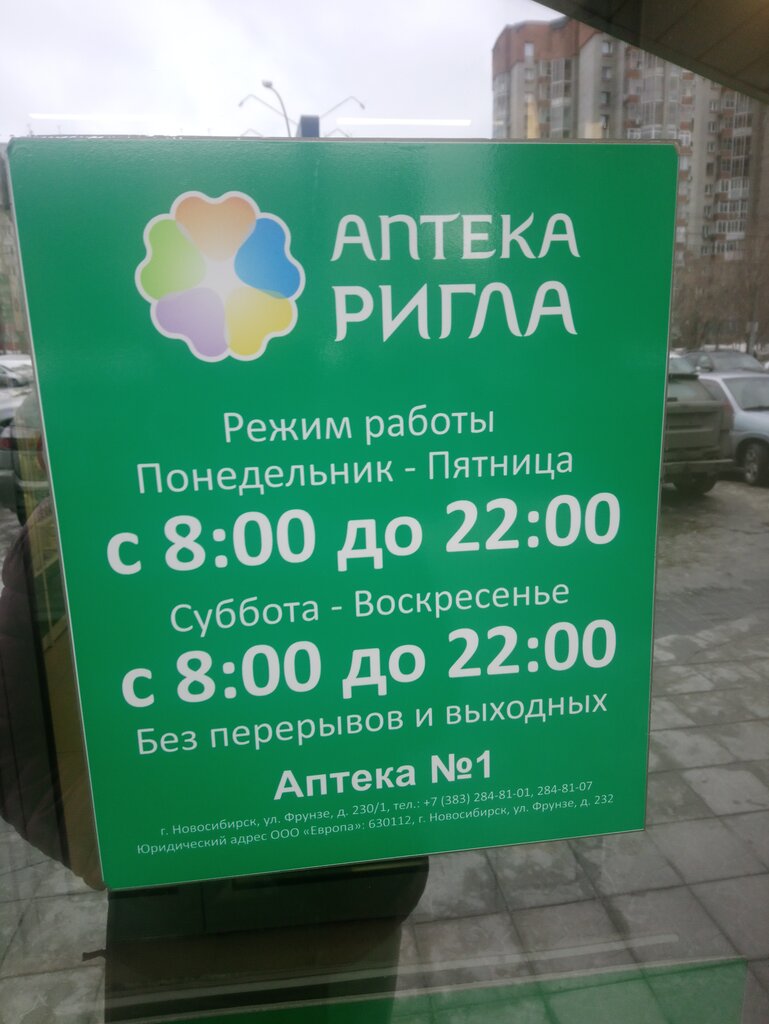 АПТЕКА
РИГЛА
Режим работы
Понедельник - Пятница
с 8:00 до 22:00
Суббота - Воскресенье
с 8:00 до 22:00
Без перерывов и выходных
Аптека №1
г. Новосибирск, ул. Фрунзе, д. 230/1, тел.: +7 (383) 284-81-01, 284-81-07
Юридический адрес ООО «Европа»: 630112, г. Новосибирск, ул. Фрунзе, д. 232